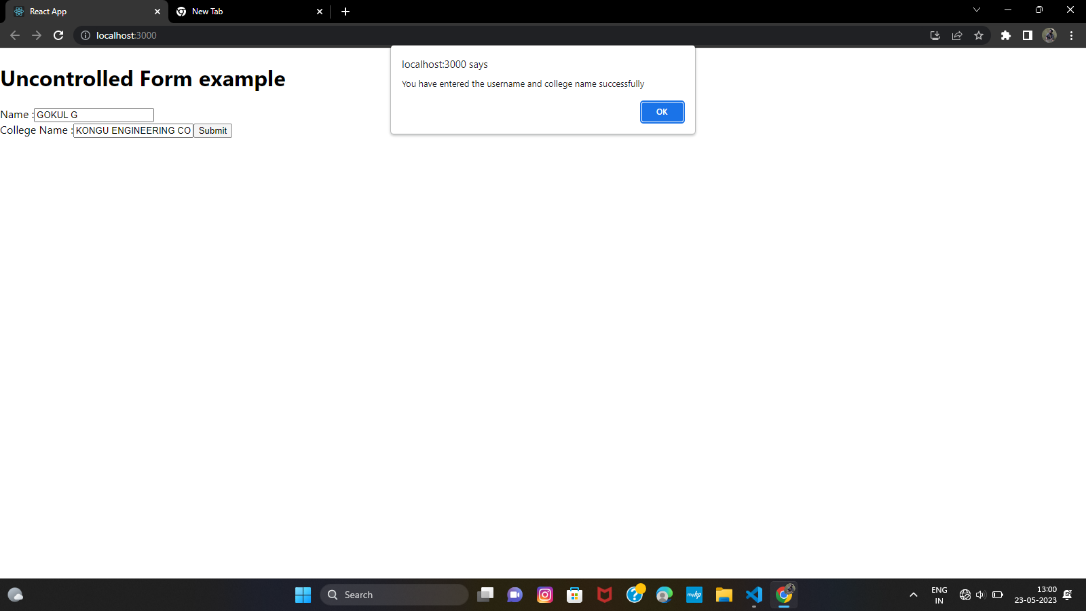 React App
New Tab
localhost:3000
localhost:3000 says
You have entered the username and college name successfully
OK
Uncontrolled Form example
Name :GOKUL G
College Name :KONGU ENGINEERING CO Submit
Search
ENG
IN
13:00
23-05-2023